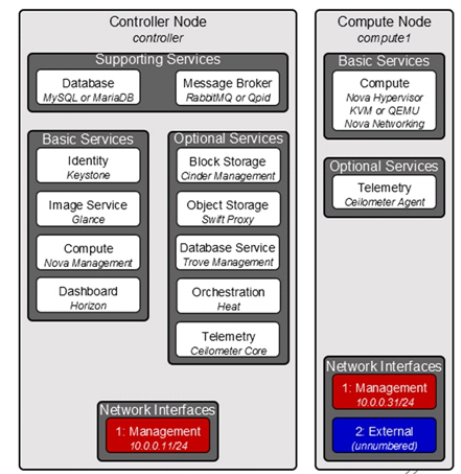 Controller Node
controller
Supporting Services
Database
MySQL or MariaDB
Message Broker
RabbitMQ or Qpid
Basic Services
Identity
Keystone
Image Service
Glance
Compute
Nova Management
Dashboard
Horizon
Optional Services
Block Storage
Cinder Management
Object Storage
Swift Proxy
Database Service
Trove Management
Orchestration
Heat
Telemetry
Ceilometer Core
Network Interfaces
1: Management
10.0.0.11/24
Compute Node
compute1
Basic Services
Compute
Nova Hypervisor
KVM or QEMU
Nova Networking
Optional Services
Telemetry
Ceilometer Agent
Network Interfaces
1: Management
10.0.0.31/24
2: External
(unnumbered)